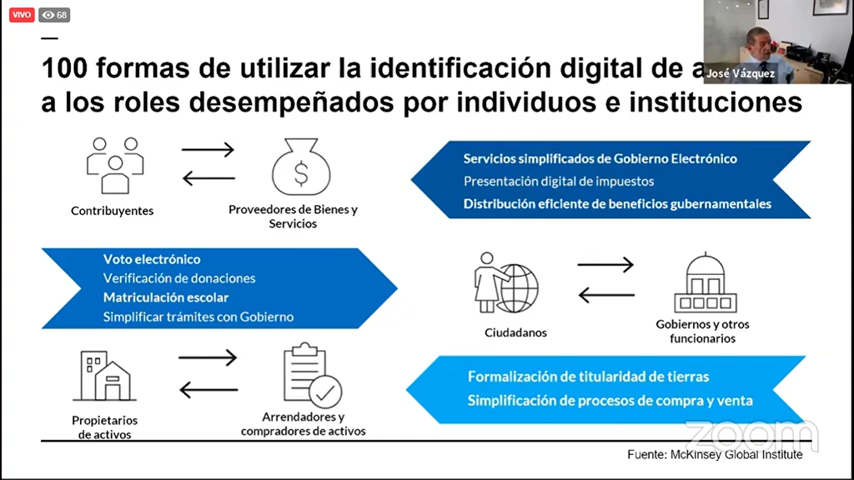 VIVO
68
José Vázquez
100 formas de utilizar la identificación digital de
a los roles desempeñados por individuos e instituciones
Contribuyentes
Proveedores de Bienes y
Servicios
$
Servicios simplificados de Gobierno Electrónico
Presentación digital de impuestos
Distribución eficiente de beneficios gubernamentales
Voto electrónico
Verificación de donaciones
Matriculación escolar
Simplificar trámites con Gobierno
Ciudadanos
Gobiernos y otros
funcionarios
Propietarios
de activos
Arrendadores y
compradores de activos
Formalización de titularidad de tierras
Simplificación de procesos de compra y venta
zoom
Fuente: McKinsey Global Institute